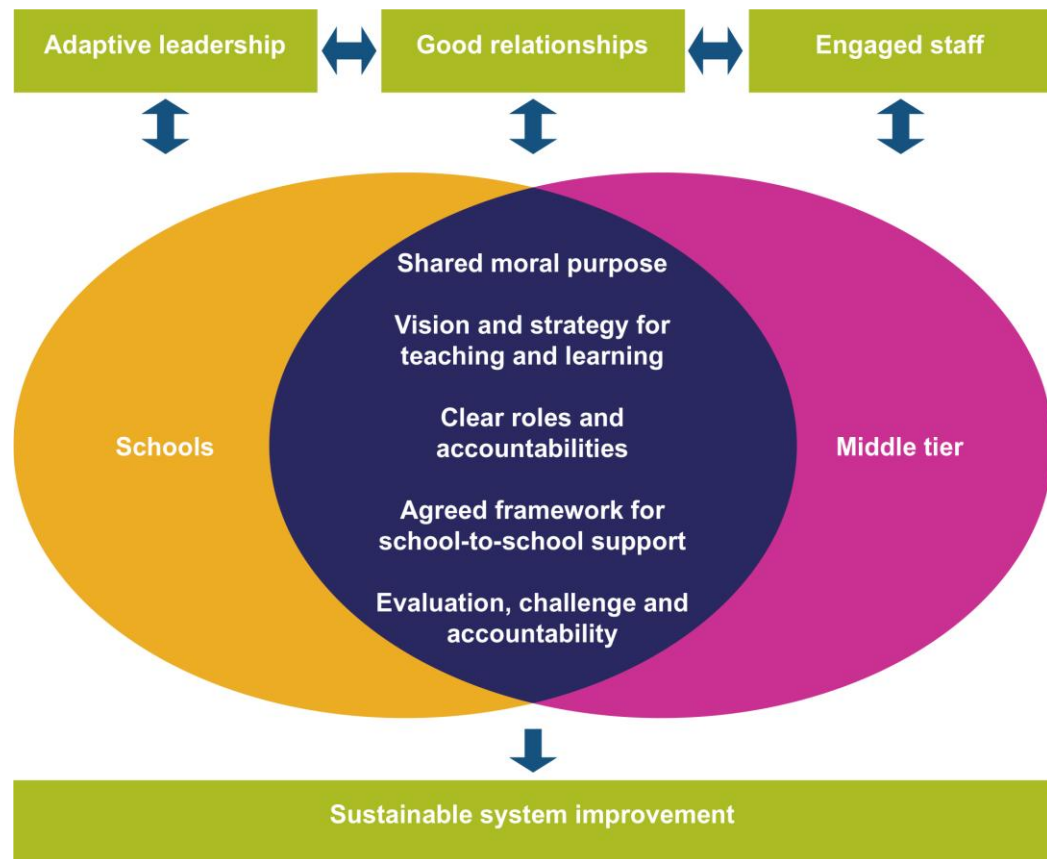 Adaptive leadership
Good relationships
Engaged staff
Shared moral purpose
Vision and strategy for
teaching and learning
Schools
Clear roles and
accountabilities
Middle tier
Agreed framework for
school-to-school support
Evaluation, challenge and
accountability
Sustainable system improvement